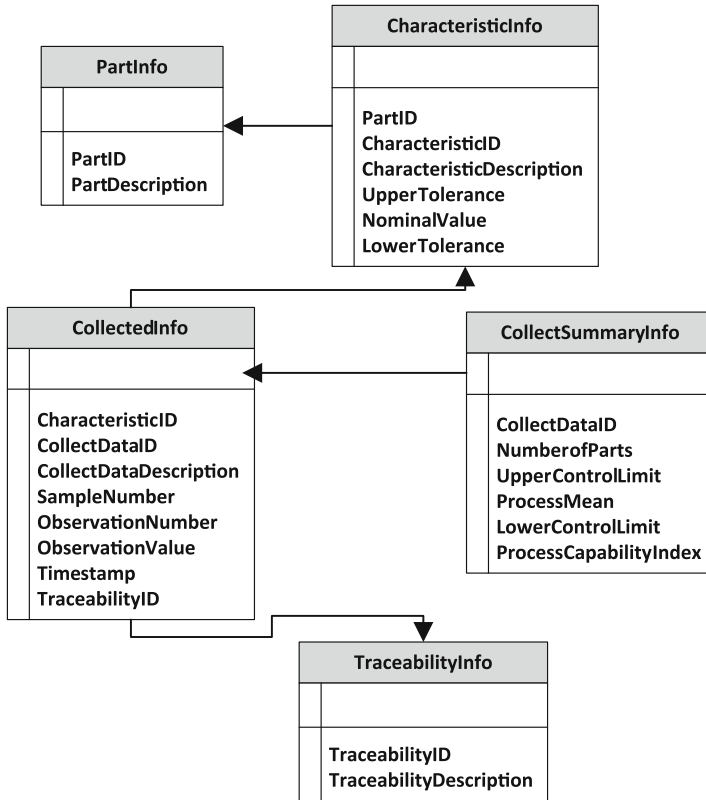 CharacteristicInfo
PartInfo
PartID
PartDescription
PartID
CharacteristicID
CharacteristicDescription
UpperTolerance
NominalValue
LowerTolerance
CollectedInfo
CharacteristicID
CollectDataID
CollectDataDescription
SampleNumber
ObservationNumber
ObservationValue
Timestamp
TraceabilityID
CollectSummaryInfo
CollectDataID
NumberofParts
UpperControlLimit
ProcessMean
LowerControlLimit
ProcessCapabilityIndex
TraceabilityInfo
TraceabilityID
TraceabilityDescription